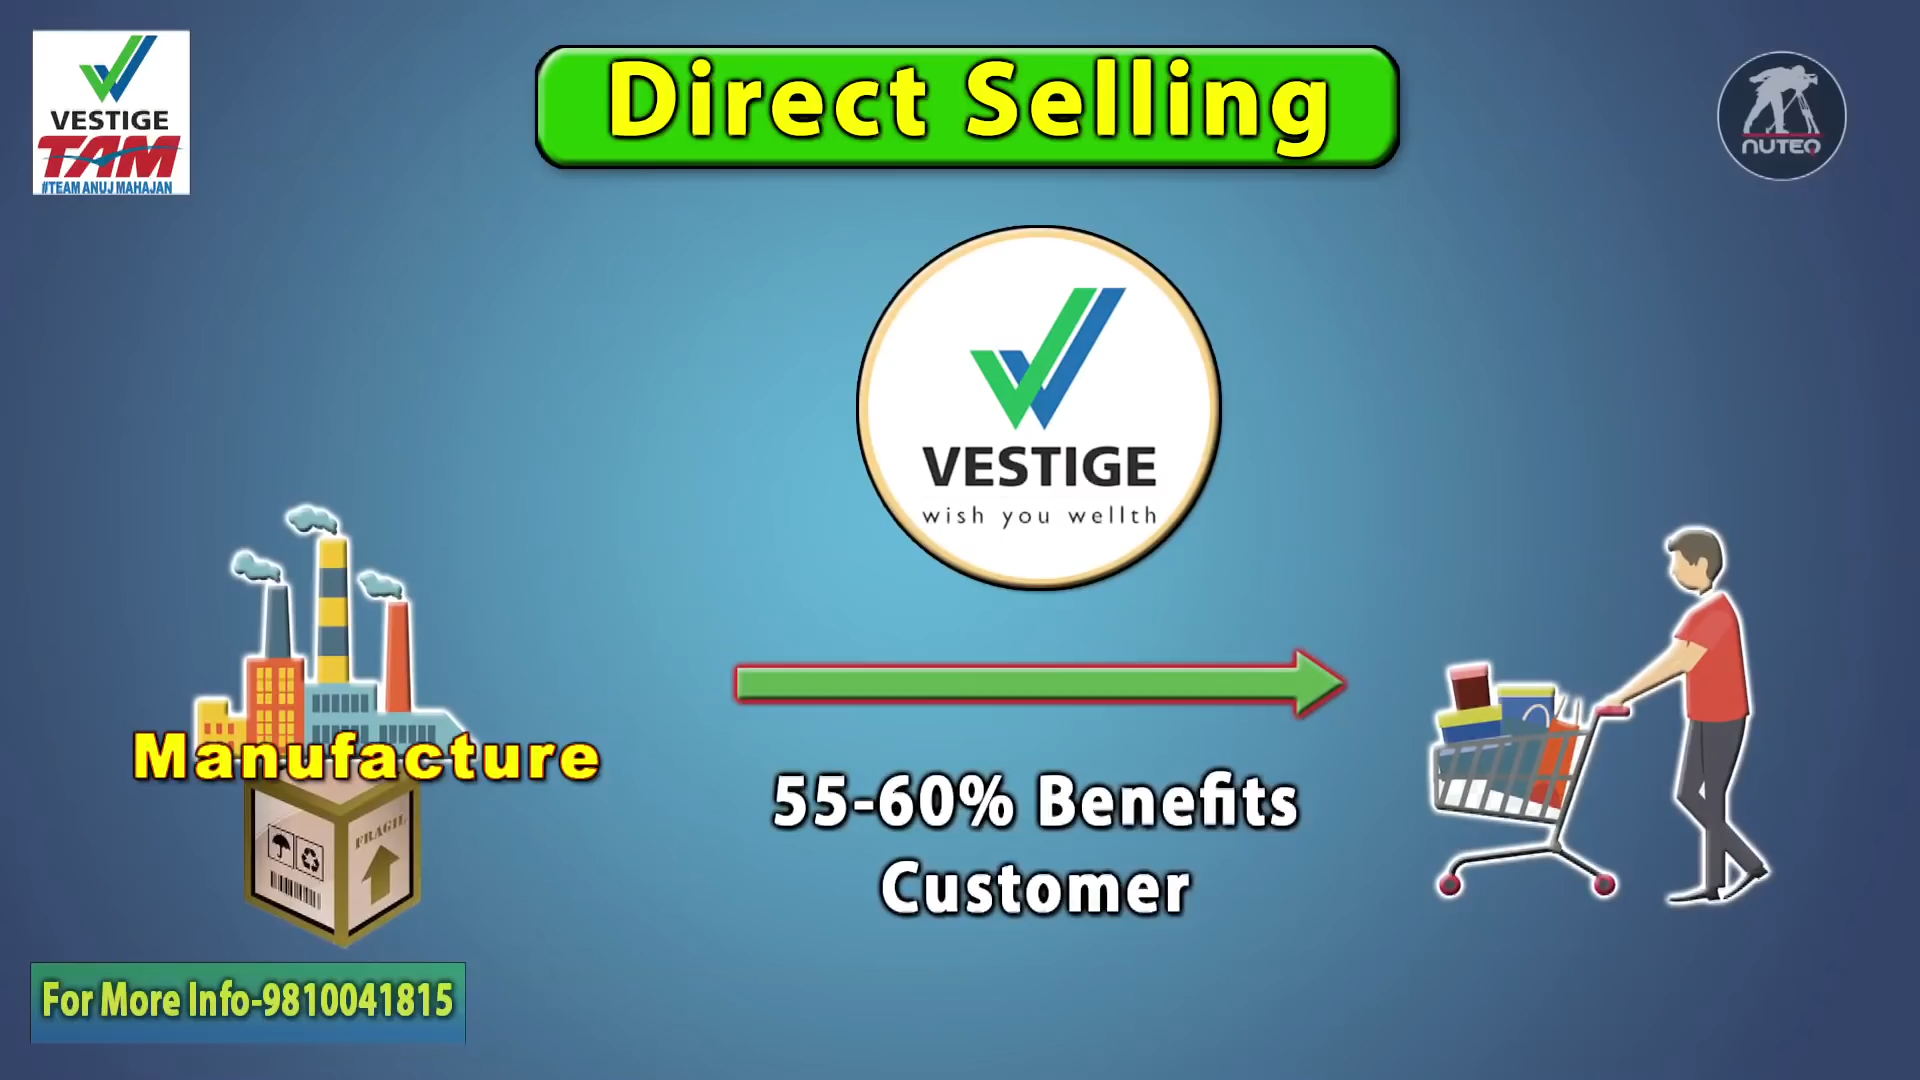 VESTIGE
TAM
#TEAM ANUJ MAHAJAN
Direct Selling
NUTEQ
VESTIGE
wish you wellth
Manufacture
FRAGIL
55-60% Benefits
Customer
For More Info-9810041815